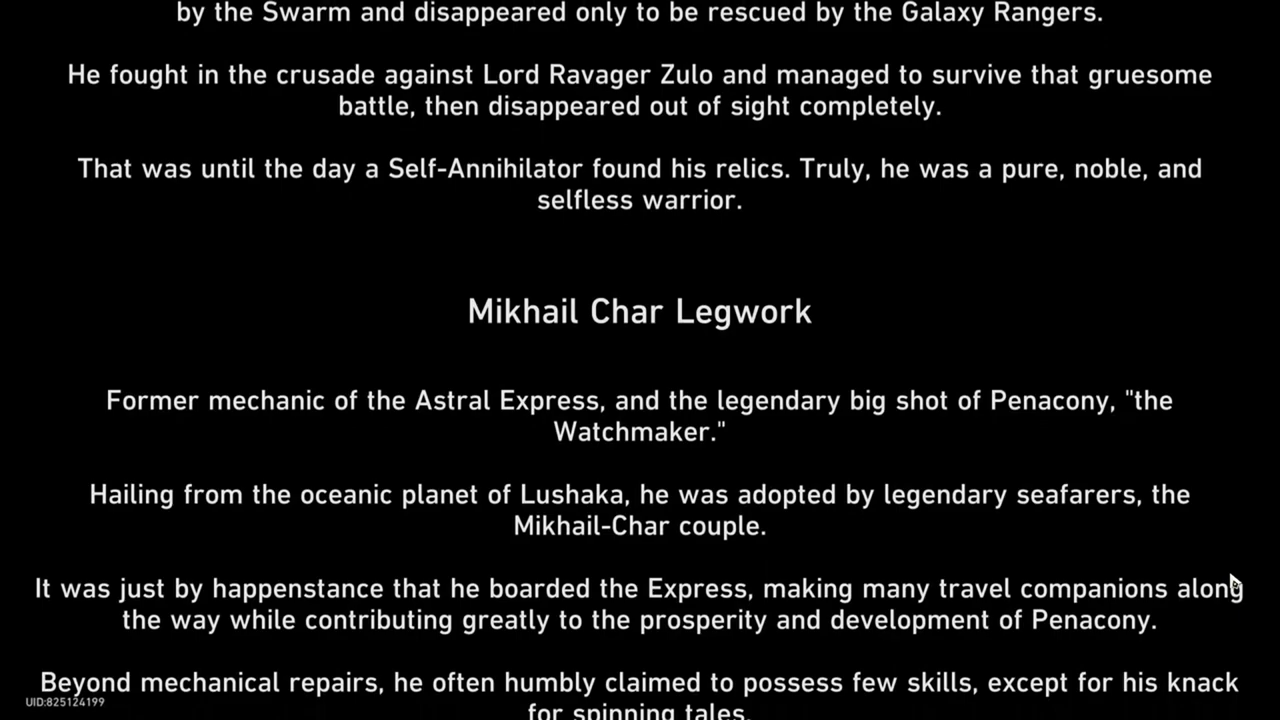 by the Swarm and disappeared only to be rescued by the Galaxy Rangers.
He fought in the crusade against Lord Ravager Zulo and managed to survive that gruesome
battle, then disappeared out of sight completely.
That was until the day a Self-Annihilator found his relics. Truly, he was a pure, noble, and
selfless warrior.
Mikhail Char Legwork
Former mechanic of the Astral Express, and the legendary big shot of Penacony, "the
Watchmaker."
Hailing from the oceanic planet of Lushaka, he was adopted by legendary seafarers, the
Mikhail-Char couple.
It was just by happenstance that he boarded the Express, making many travel companions along
the way while contributing greatly to the prosperity and development of Penacony.
Beyond mechanical repairs, he often humbly claimed to possess few skills, except for his knack
for spinning tales.
UID:825124199